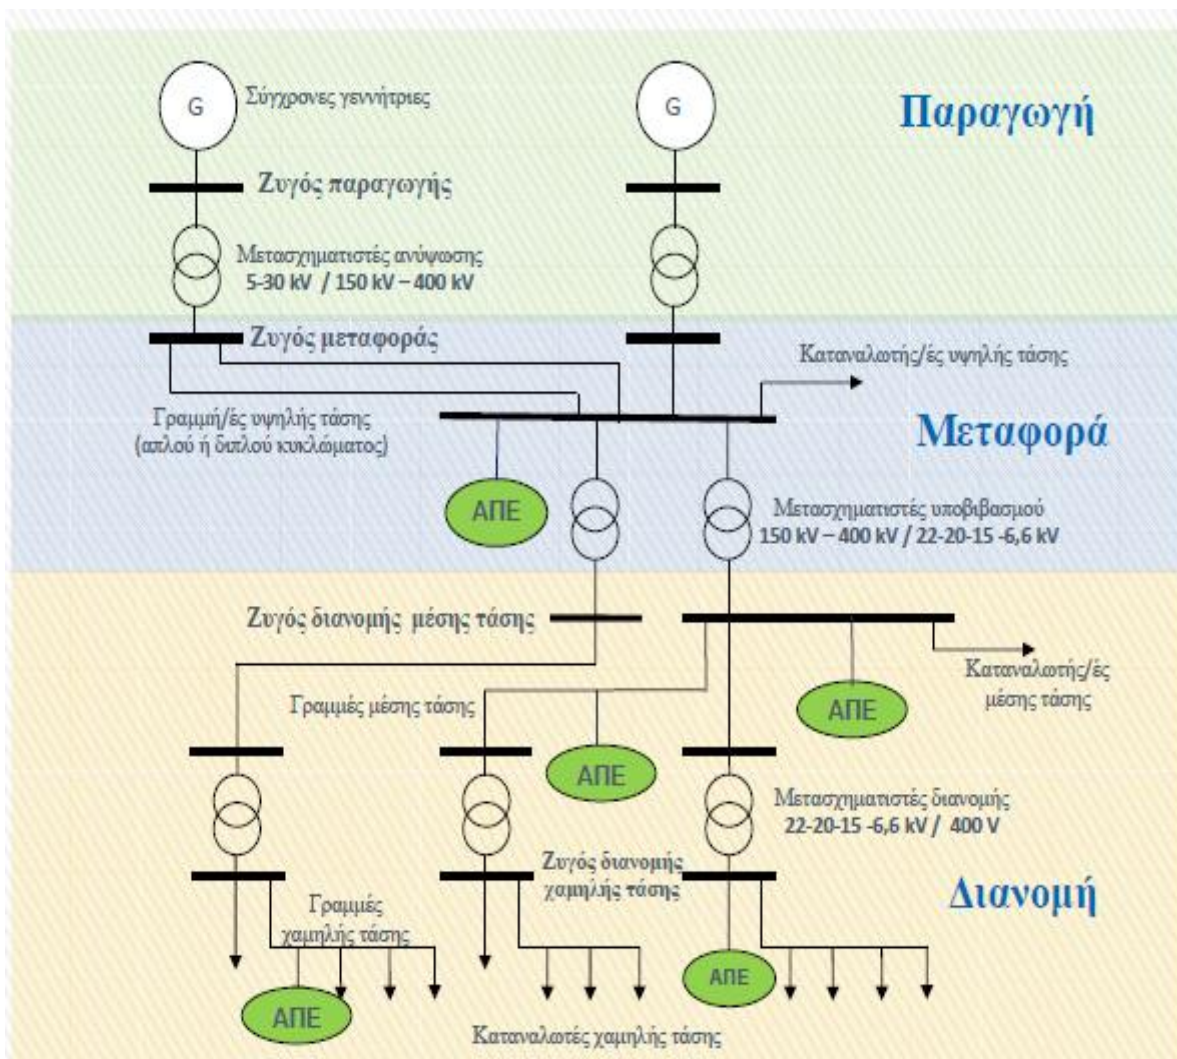 G
Σύγχρονες γεννήτριες
G
Παραγωγή
Ζυγός παραγωγής
Μετασχηματιστές ανύψωσης
5-30 kV / 150 kV – 400 kV
Ζυγός μεταφοράς
Καταναλωτής/ές υψηλής τάσης
Γραμμή/ές υψηλής τάσης
(απλού ή διπλού κυκλώματος)
Μεταφορά
ΑΠΕ
Μετασχηματιστές υποβιβασμού
150 kV – 400 kV / 22-20-15 -6,6 kV
Ζυγός διανομής μέσης τάσης
Καταναλωτής/ές
μέσης τάσης
Γραμμές μέσης τάσης
ΑΠΕ
ΑΠΕ
Μετασχηματιστές διανομής
22-20-15 -6,6 kV / 400 V
Ζυγός διανομής
χαμηλής τάσης
Διανομή
Γραμμές
χαμηλής τάσης
ΑΠΕ
ΑΠΕ
Καταναλωτές χαμηλής τάσης